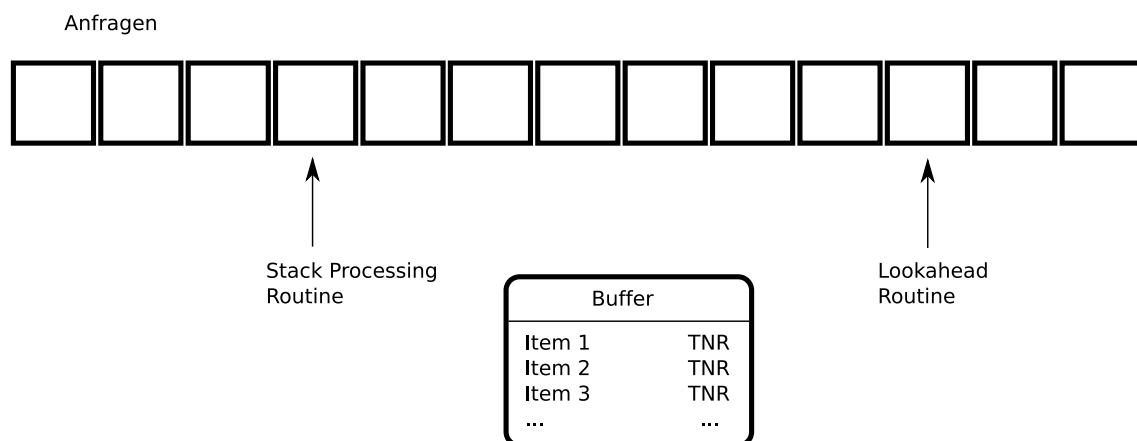 Anfragen
Stack Processing
Routine
Lookahead
Routine
Buffer
Item 1 TNR
Item 2 TNR
Item 3 TNR
... ...